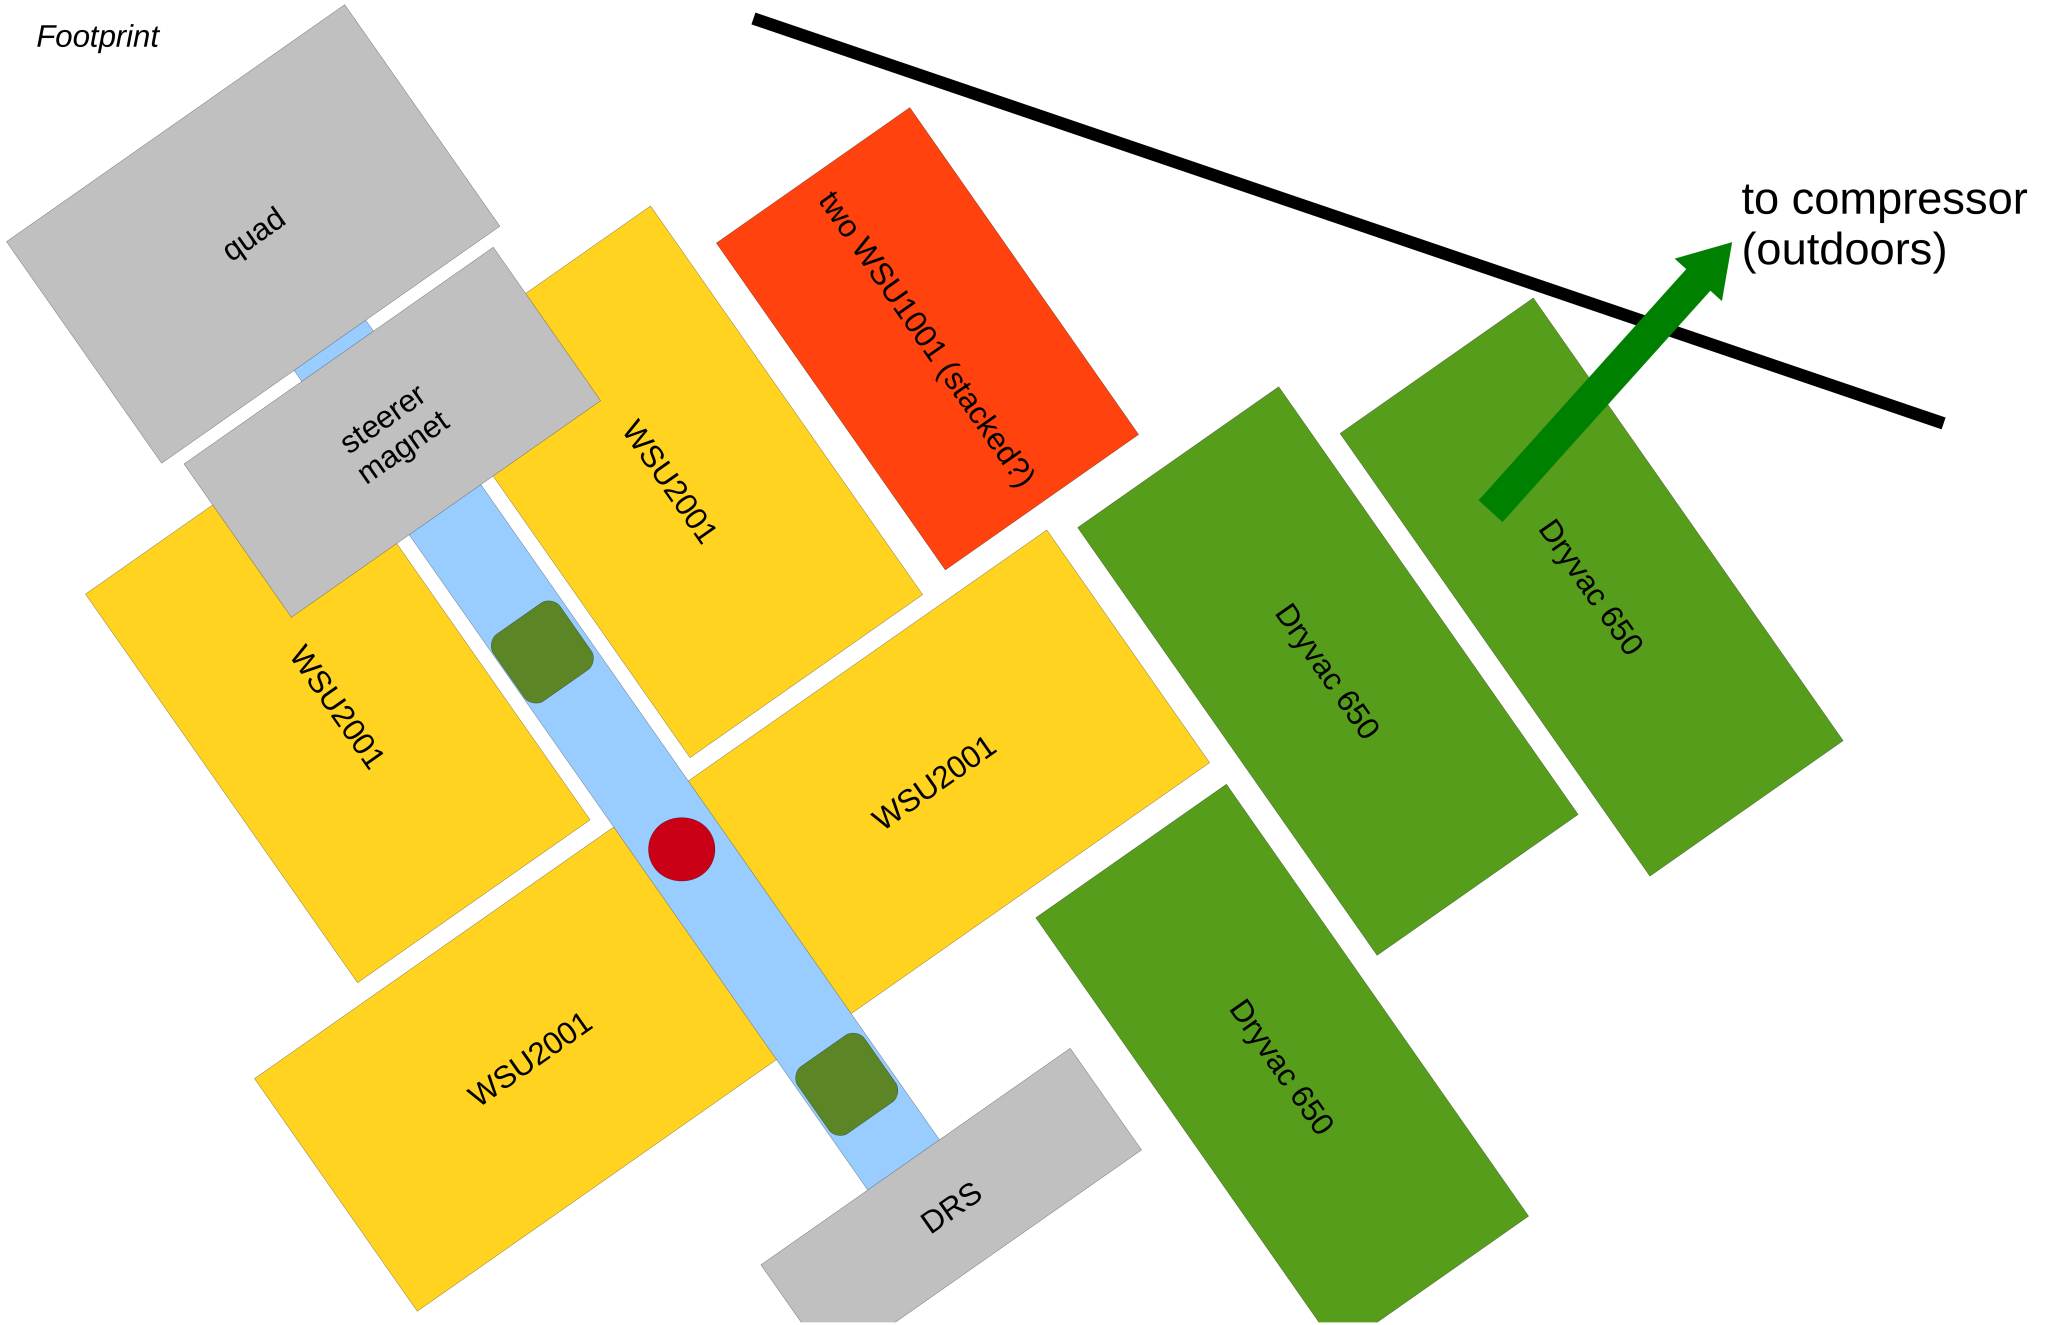 Footprint
quad
steerer
magnet
two WSU1001 (stacked?)
to compressor
(outdoors)
WSU2001
WSU2001
WSU2001
WSU2001
Dryvac 650
Dryvac 650
Dryvac 650
DRS